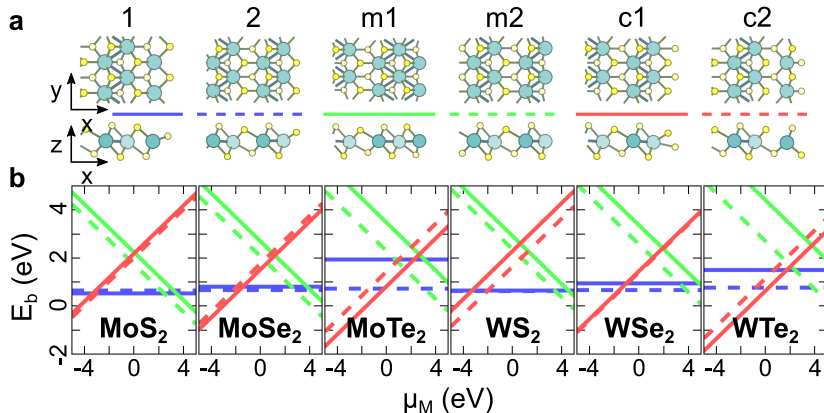 a 1 2 m1 m2 c1 c2
y
x
z
x
b
E_b (eV)
4
2
0
-2
MoS₂ MoSe₂ MoTe₂ WS₂ WSe₂ WTe₂
−4 0 4 −4 0 4 −4 0 4 −4 0 4 −4 0 4 −4 0 4
μ_M (eV)